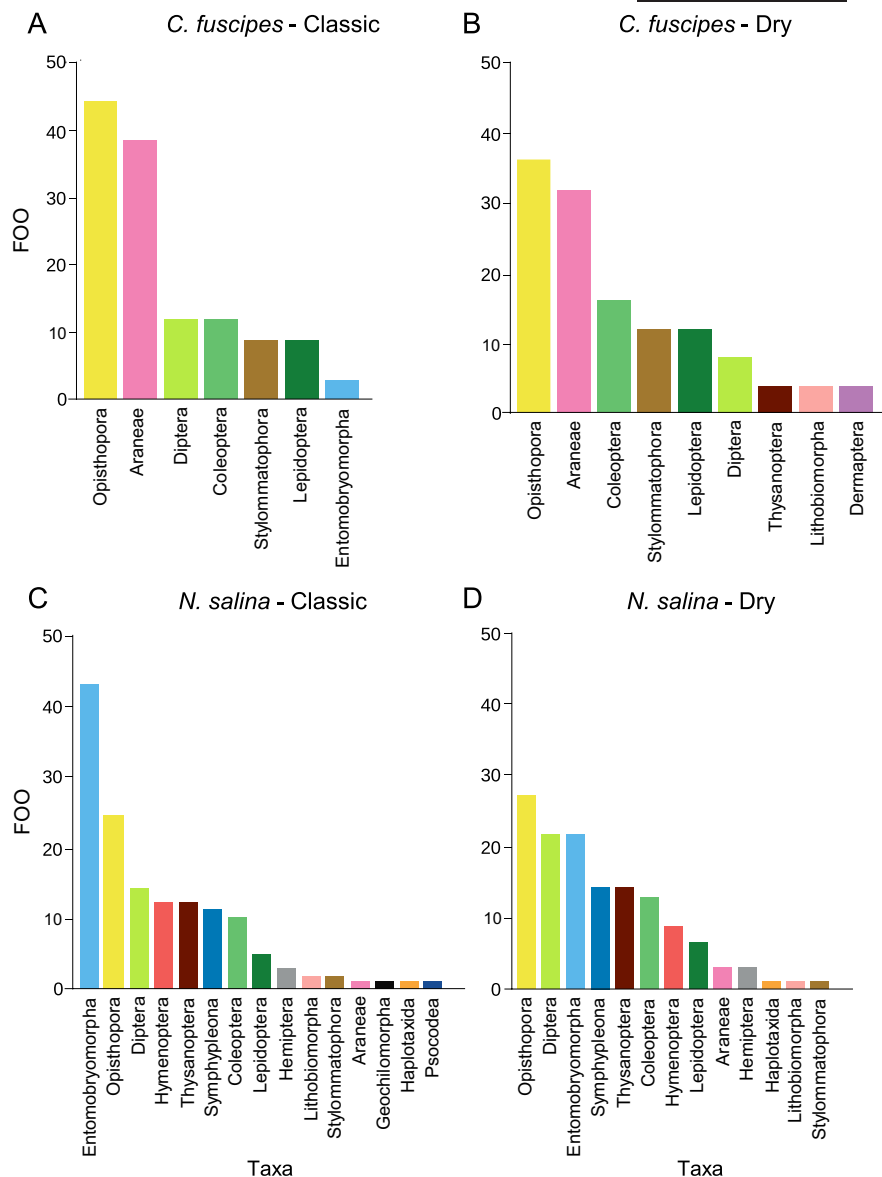 A
C. fuscipes - Classic
50
40
30
20
10
0
FOO
Opisthopora
Araneae
Diptera
Coleoptera
Stylommatophora
Lepidoptera
Entomobryomorpha
B
C. fuscipes - Dry
50
40
30
20
10
0
Opisthopora
Araneae
Coleoptera
Stylommatophora
Lepidoptera
Diptera
Thysanoptera
Lithobiomorpha
Dermaptera
C
N. salina - Classic
50
40
30
20
10
0
FOO
Entomobryomorpha
Opisthopora
Diptera
Hymenoptera
Thysanoptera
Symphypleona
Coleoptera
Lepidoptera
Hemiptera
Lithobiomorpha
Stylommatophora
Araneae
Geochilomorpha
Haplotaxida
Psocodea
Taxa
D
N. salina - Dry
50
40
30
20
10
0
Opisthopora
Diptera
Entomobryomorpha
Symphypleona
Thysanoptera
Coleoptera
Hymenoptera
Lepidoptera
Araneae
Hemiptera
Haplotaxida
Lithobiomorpha
Stylommatophora
Taxa